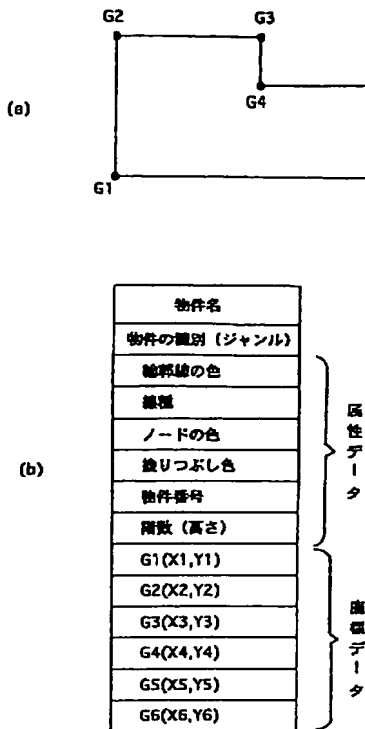 G2
G3
(a)
G4
G1
(b)
物件名
物件の種別（ジャンル）
輪郭線の色
線種
ノードの色
塗りつぶし色
物件番号
階数（高さ）
属性データ
G1(X1,Y1)
G2(X2,Y2)
G3(X3,Y3)
G4(X4,Y4)
G5(X5,Y5)
G6(X6,Y6)
座標データ